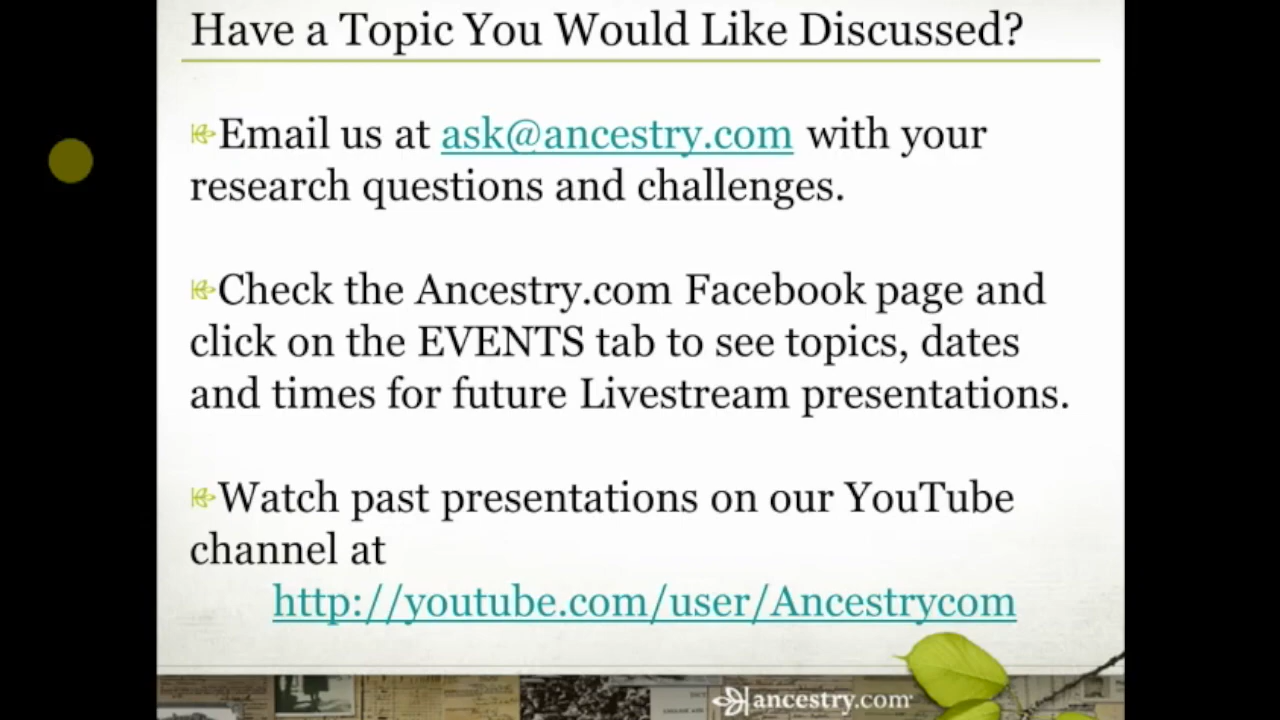 Have a Topic You Would Like Discussed?
Email us at ask@ancestry.com with your
research questions and challenges.
Check the Ancestry.com Facebook page and
click on the EVENTS tab to see topics, dates
and times for future Livestream presentations.
Watch past presentations on our YouTube
channel at
http://youtube.com/user/Ancestrycom
ancestry.com